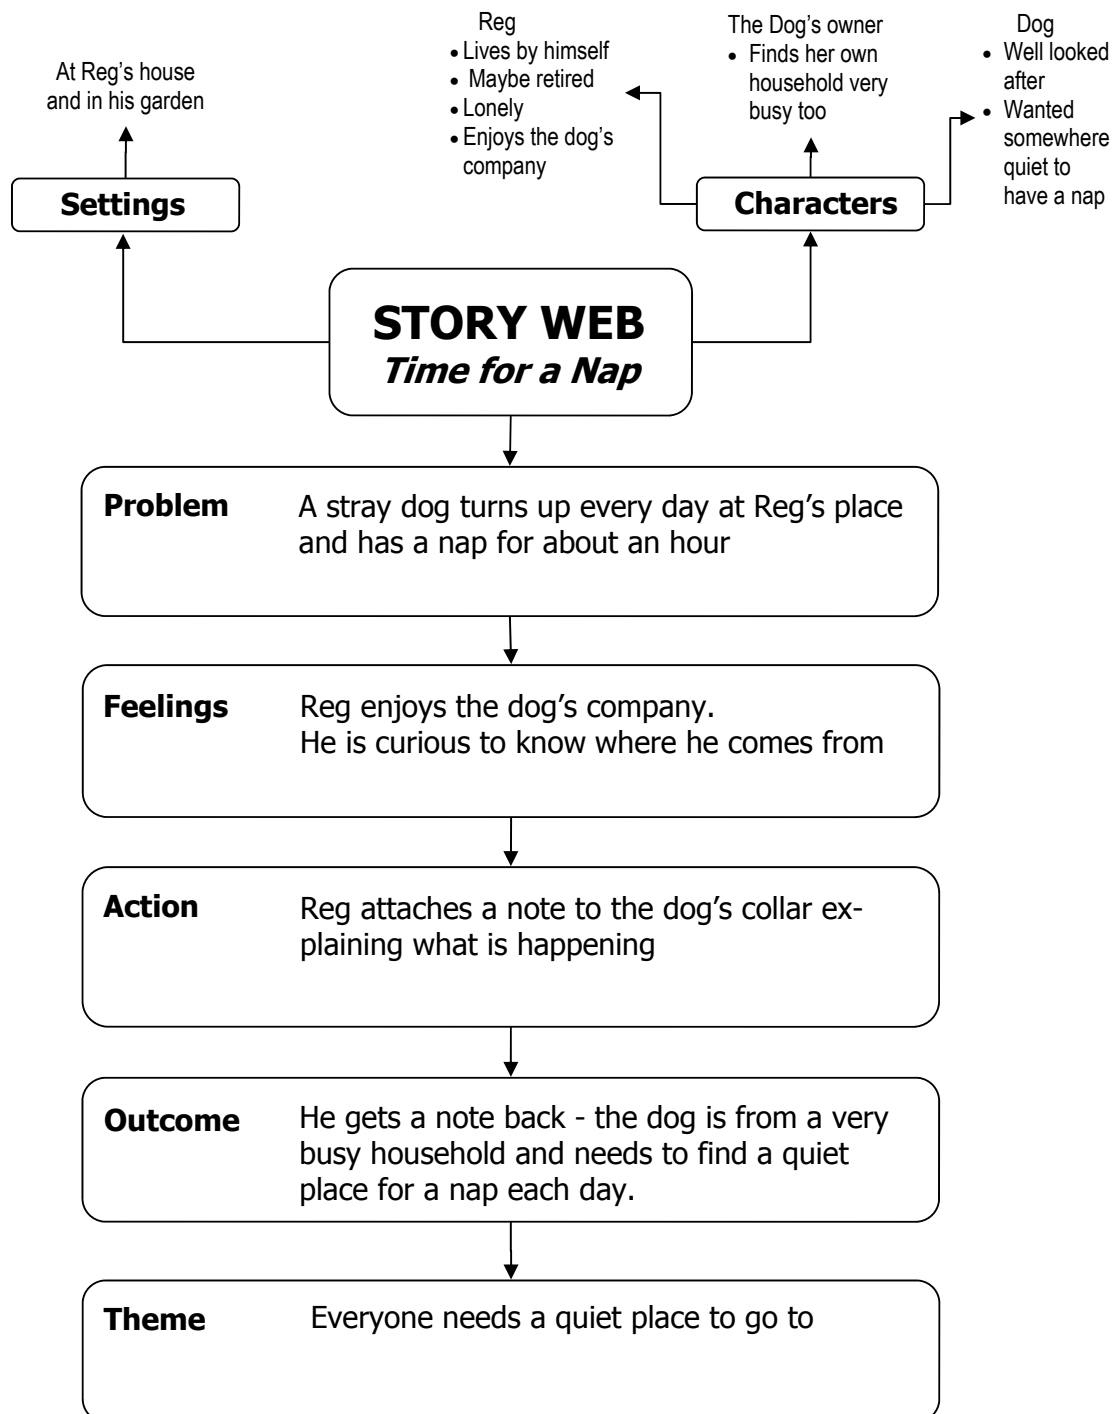 At Reg's house
and in his garden
Settings
Reg
• Lives by himself
• Maybe retired
• Lonely
• Enjoys the dog's
company
The Dog's owner
• Finds her own
household very
busy too
Dog
• Well looked
after
• Wanted
somewhere
quiet to
have a nap
Characters
STORY WEB
Time for a Nap
Problem
A stray dog turns up every day at Reg's place
and has a nap for about an hour
Feelings
Reg enjoys the dog's company.
He is curious to know where he comes from
Action
Reg attaches a note to the dog's collar ex-
plaining what is happening
Outcome
He gets a note back - the dog is from a very
busy household and needs to find a quiet
place for a nap each day.
Theme
Everyone needs a quiet place to go to